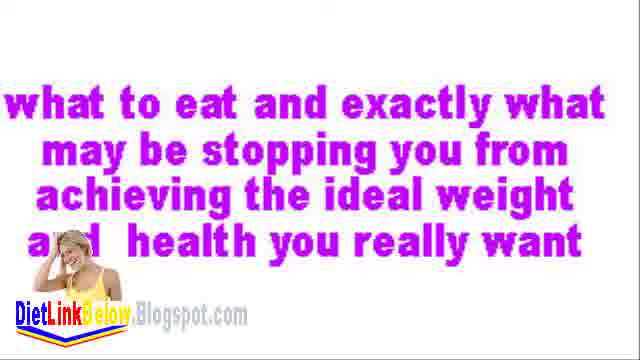 what to eat and exactly what
may be stopping you from
achieving the ideal weight
and health you really want
DietLinkBelow.Blogspot.com